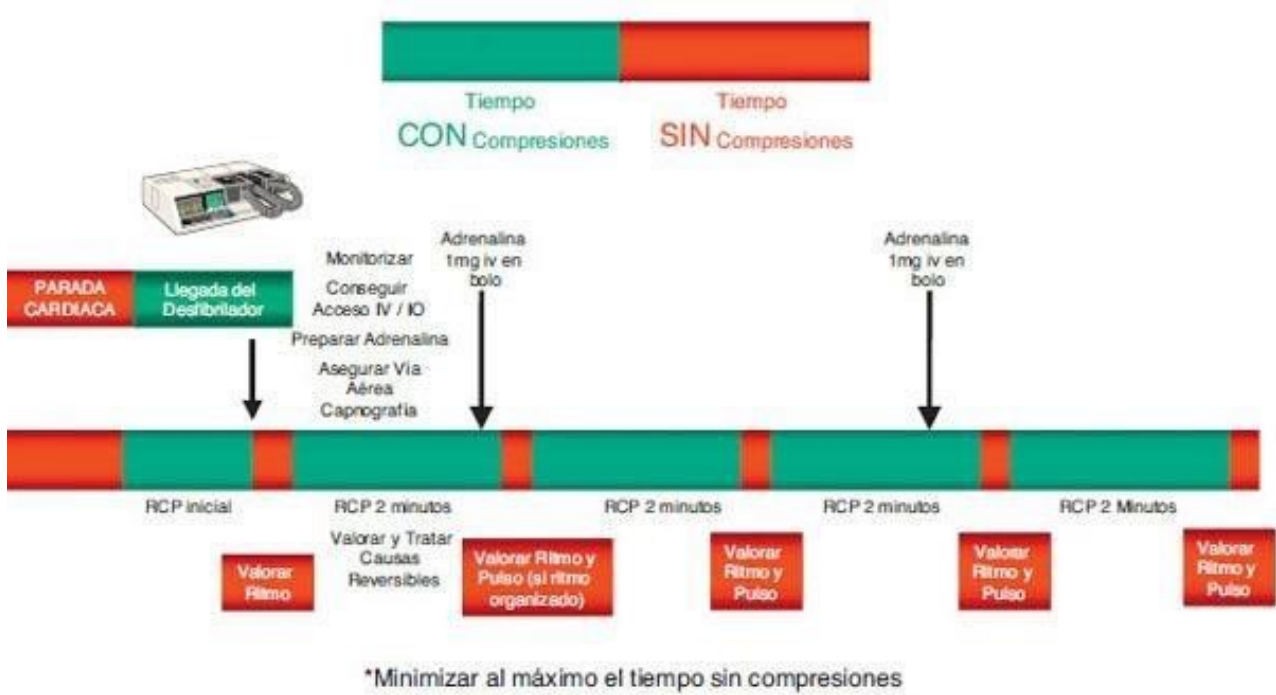 Tiempo
CON Compresiones
Tiempo
SIN Compresiones
PARADA
CARDIACA
Llegada del
Desfibrilador
Monitorizar
Conseguir
Acceso IV / IO
Preparar Adrenalina
Asegurar Vía
Aérea
Capnografía
Adrenalina
1mg iv en
bolo
Adrenalina
1mg iv en
bolo
RCP inicial
RCP 2 minutos
RCP 2 minutos
RCP 2 minutos
RCP 2 Minutos
Valorar
Ritmo
Valorar y Tratar
Causas
Reversibles
Valorar Ritmo y
Pulso (si ritmo
organizado)
Valorar
Ritmo y
Pulso
Valorar
Ritmo y
Pulso
Valorar
Ritmo y
Pulso
*Minimizar al máximo el tiempo sin compresiones